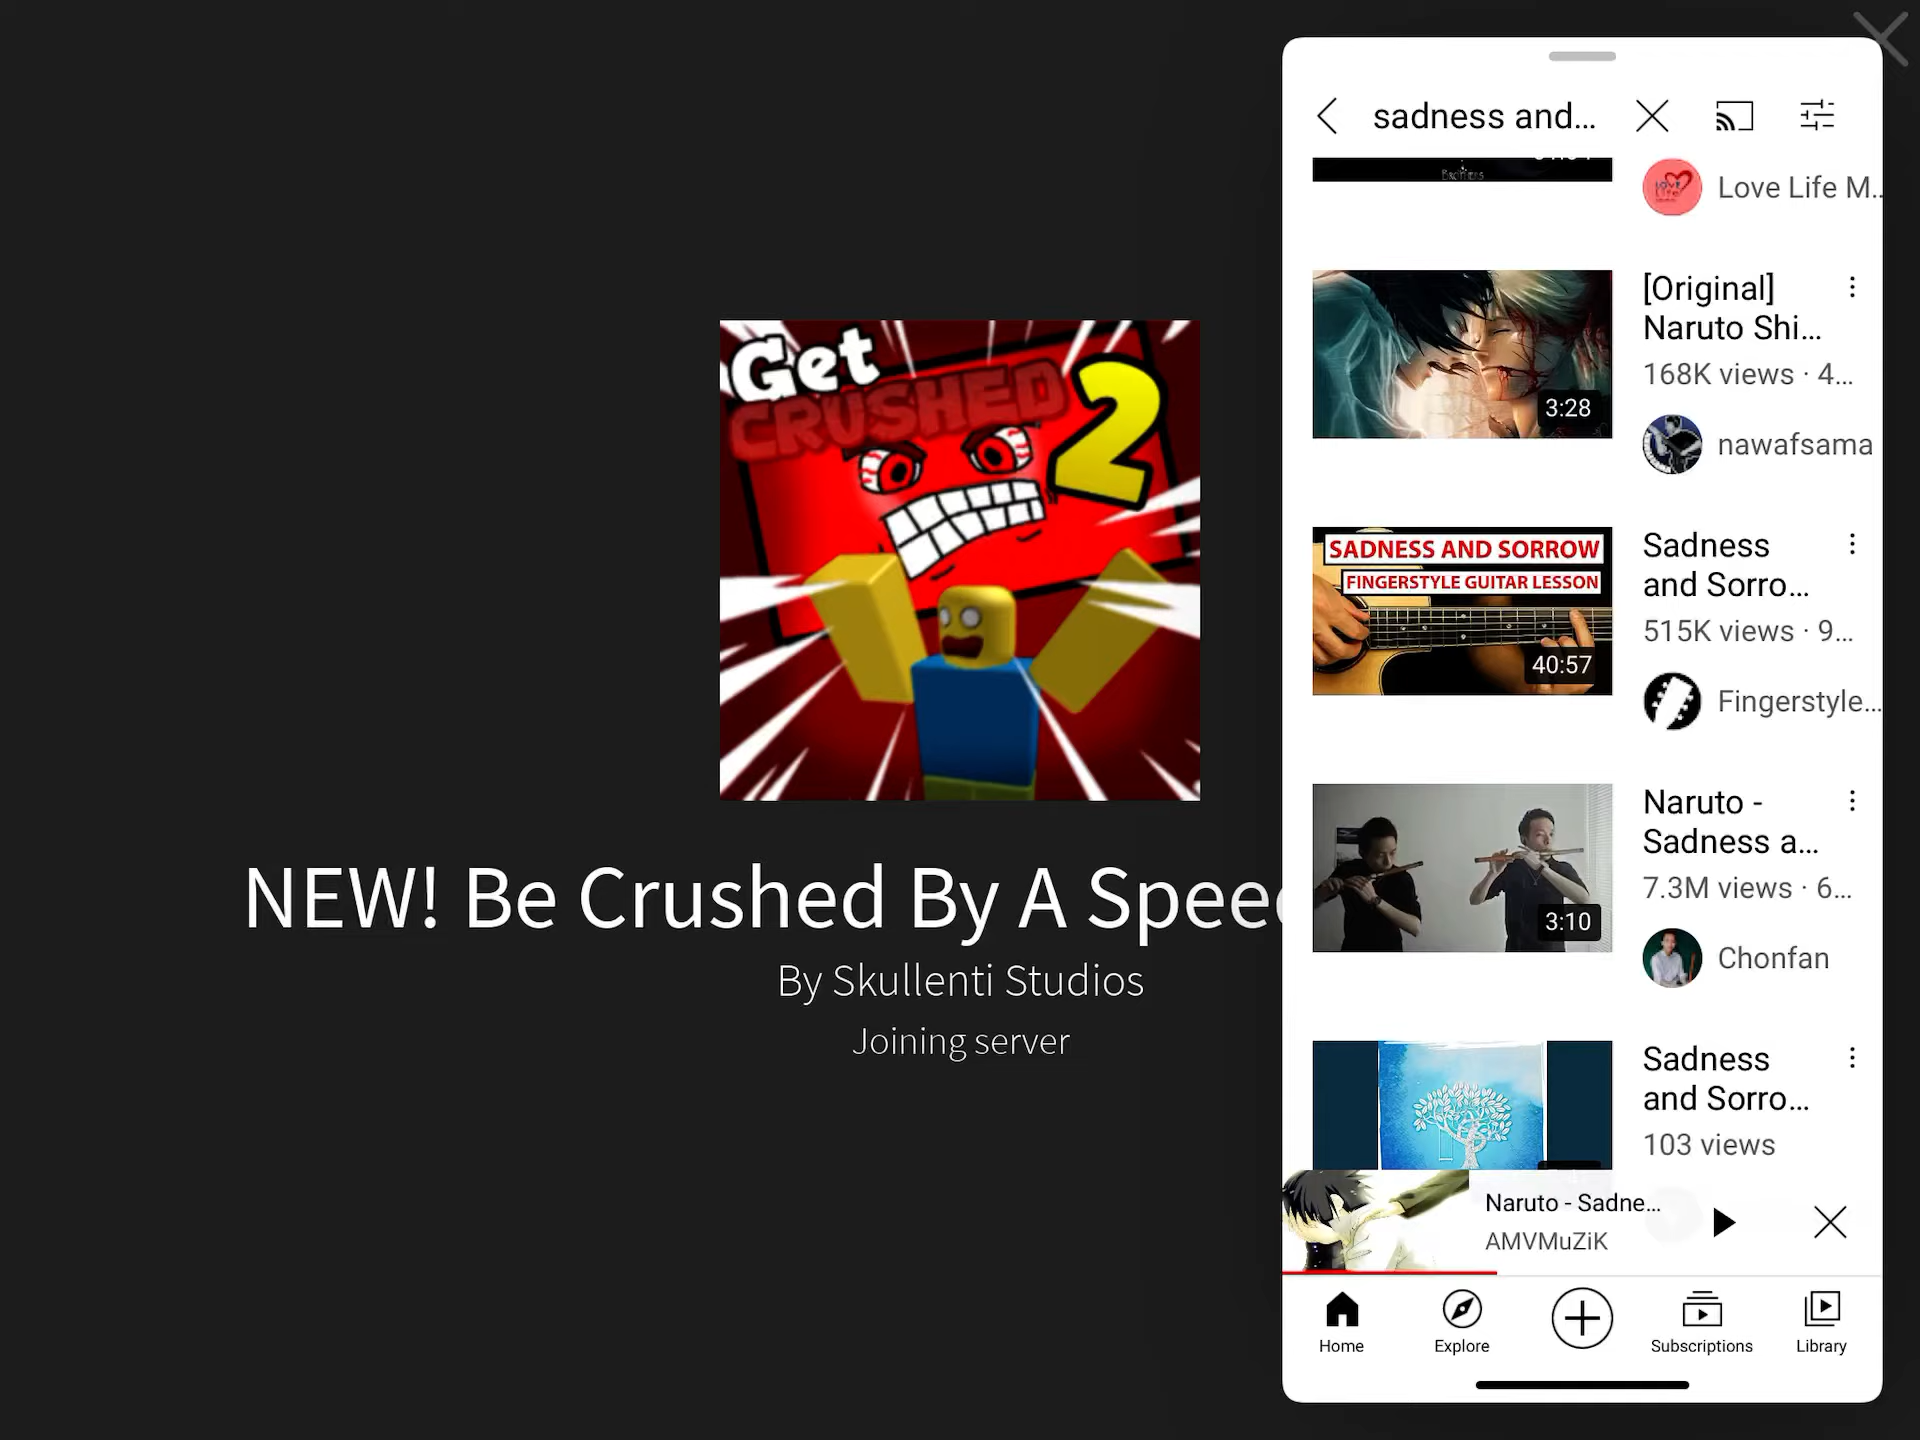 sadness and...
Brothers
Love Life M...
[Original]
Naruto Shi...
168K views · 4...
3:28
nawafsama
SADNESS AND SORROW
FINGERSTYLE GUITAR LESSON
40:57
Sadness
and Sorro...
515K views · 9...
Fingerstyle...
Naruto -
Sadness a...
7.3M views · 6...
3:10
Chonfan
Sadness
and Sorro...
103 views
Naruto - Sadne...
AMVMuZiK
Home
Explore
Subscriptions
Library
Get
CRUSHED
2
NEW! Be Crushed By A Speed
By Skullenti Studios
Joining server